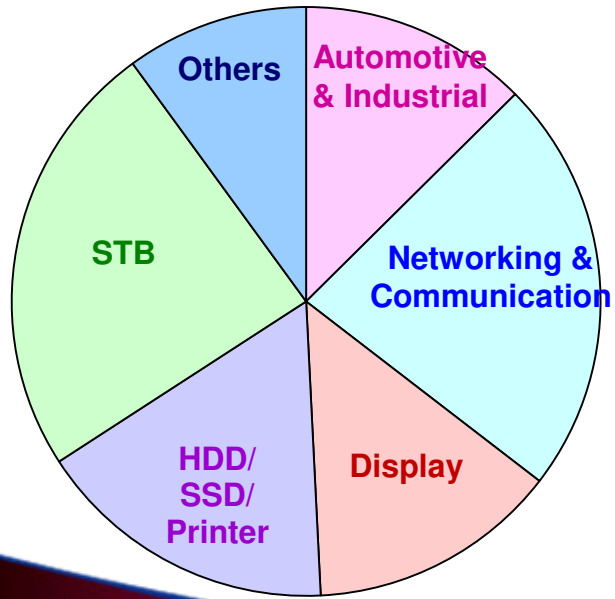 Others
Automotive
& Industrial
STB
Networking &
Communication
HDD/
SSD/
Printer
Display